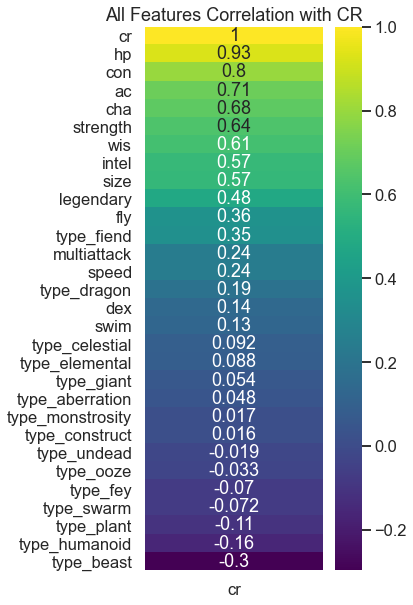 All Features Correlation with CR
cr 1
hp 0.93
con 0.8
ac 0.71
cha 0.68
strength 0.64
wis 0.61
intel 0.57
size 0.57
legendary 0.48
fly 0.36
type_fiend 0.35
multiattack 0.24
speed 0.24
type_dragon 0.19
dex 0.14
swim 0.13
type_celestial 0.092
type_elemental 0.088
type_giant 0.054
type_aberration 0.048
type_monstrosity 0.017
type_construct 0.016
type_undead -0.019
type_ooze -0.033
type_fey -0.07
type_swarm -0.072
type_plant -0.11
type_humanoid -0.16
type_beast -0.3
cr
1.0
0.8
0.6
0.4
0.2
0.0
−0.2